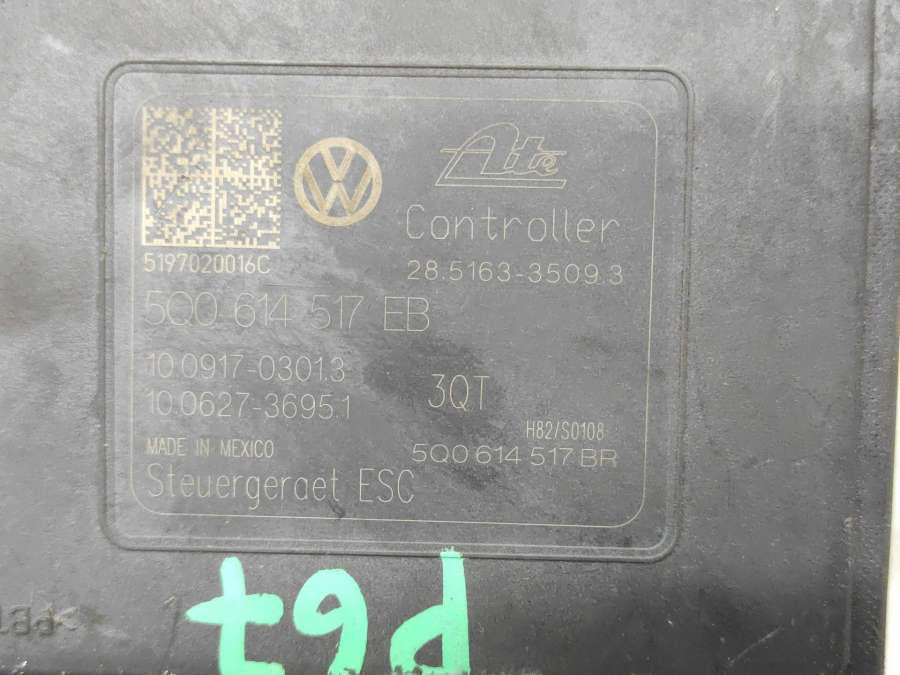 Ate
Controller
5197020016C
28.5163-3509.3
5Q0 614 517 EB
10.0917-0301.3
10.0627-3695.1
3QT
H82/S0108
MADE IN MEXICO
5Q0 614 517 BR
Steuergeraet ESC